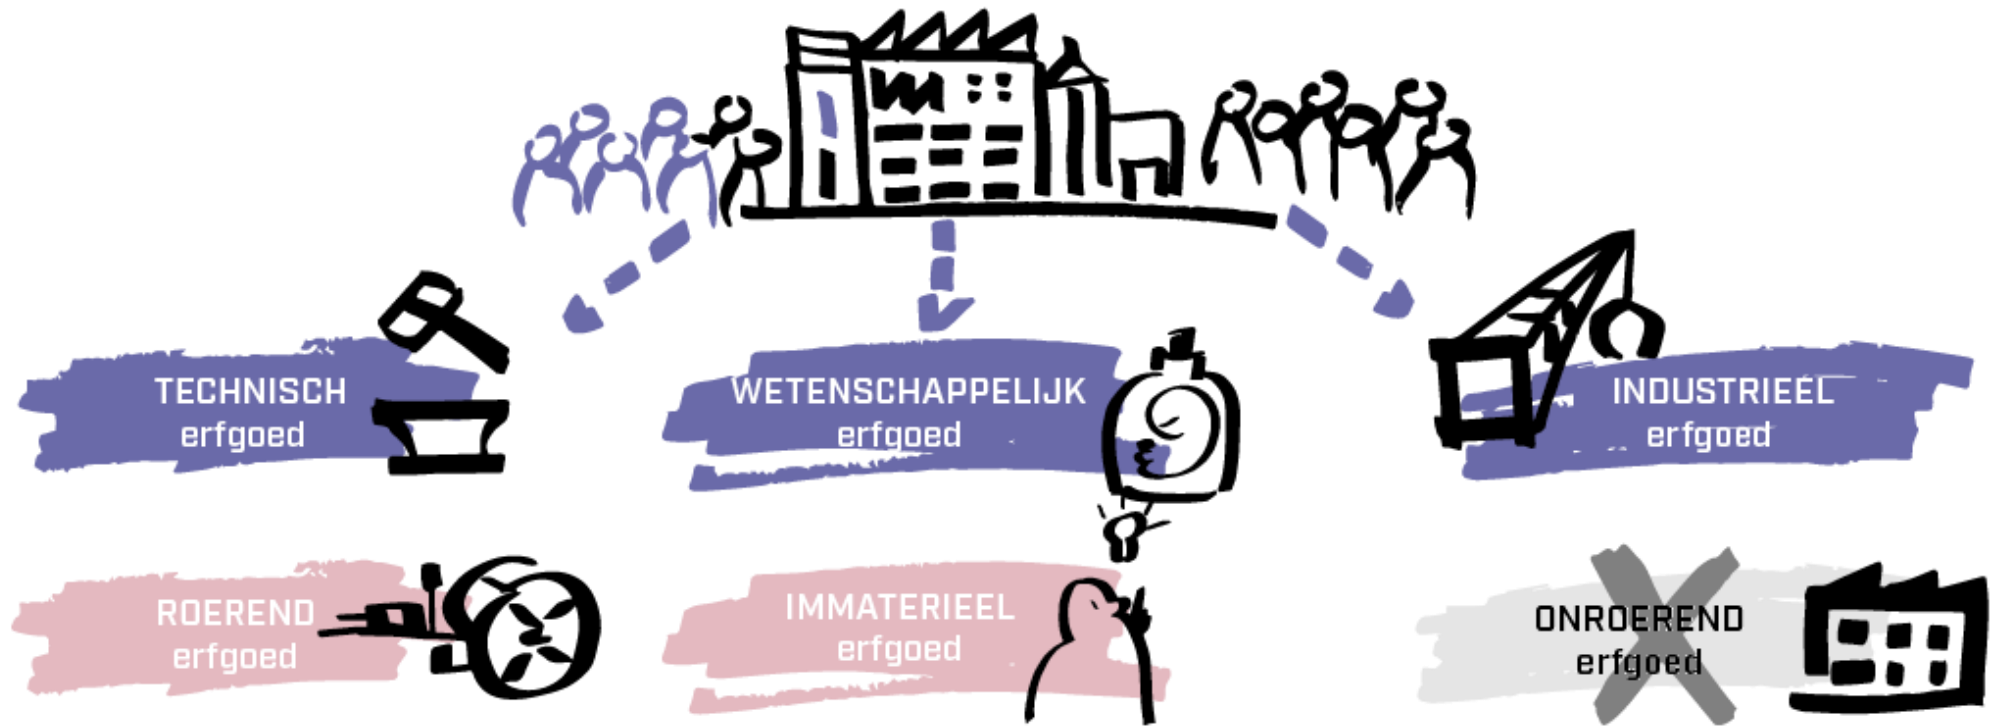 TECHNISCH
erfgoed
WETENSCHAPPELIJK
erfgoed
INDUSTRIEEL
erfgoed
ROEREND
erfgoed
IMMATERIEEL
erfgoed
ONROEREND
erfgoed